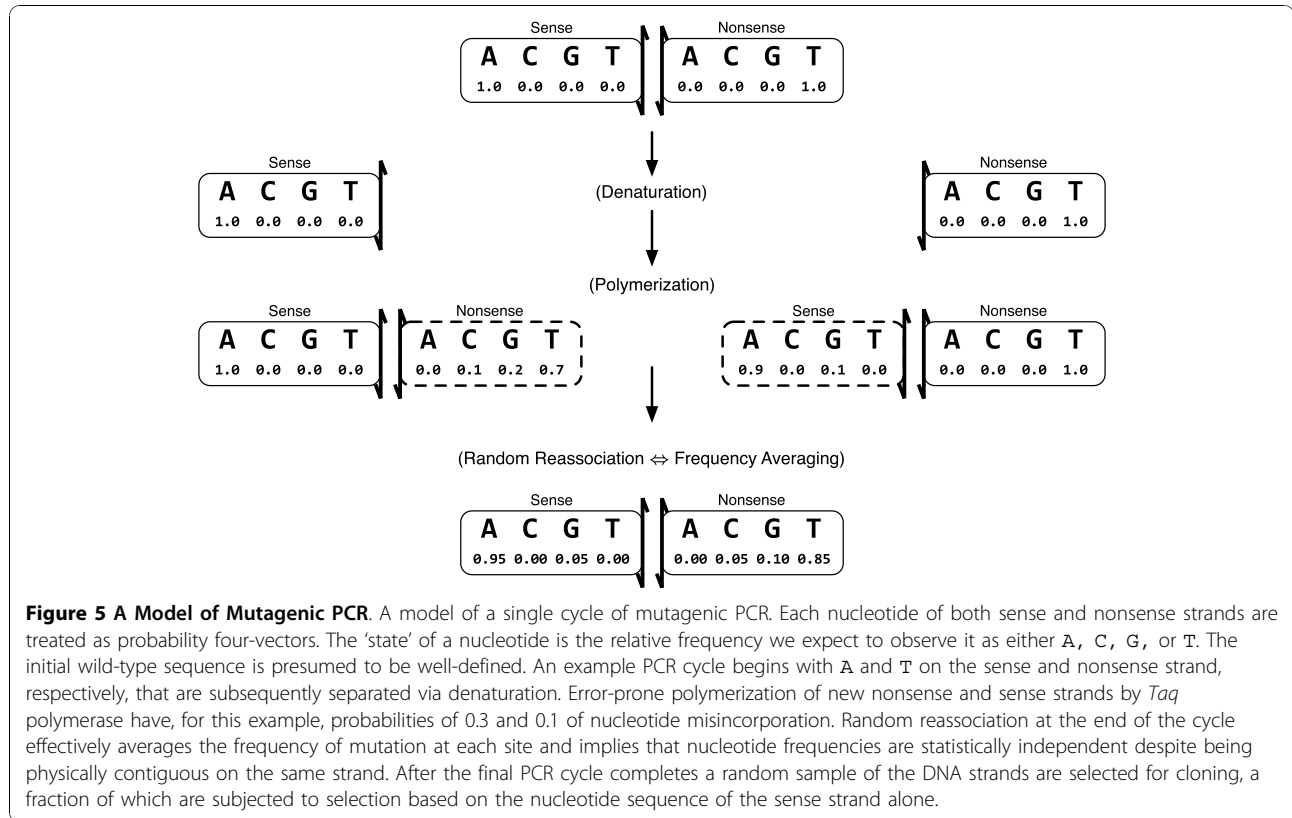 Sense Nonsense
A C G T A C G T
1.0 0.0 0.0 0.0 0.0 0.0 0.0 1.0
Sense Nonsense
A C G T (Denaturation) A C G T
1.0 0.0 0.0 0.0 0.0 0.0 0.0 1.0
(Polymerization)
Sense Nonsense Sense Nonsense
A C G T A C G T A C G T A C G T
1.0 0.0 0.0 0.0 0.0 0.1 0.2 0.7 0.9 0.0 0.1 0.0 0.0 0.0 0.0 1.0
(Random Reassociation ⇔ Frequency Averaging)
Sense Nonsense
A C G T A C G T
0.95 0.00 0.05 0.00 0.00 0.05 0.10 0.85
Figure 5 A Model of Mutagenic PCR. A model of a single cycle of mutagenic PCR. Each nucleotide of both sense and nonsense strands are
treated as probability four-vectors. The ‘state’ of a nucleotide is the relative frequency we expect to observe it as either A, C, G, or T. The
initial wild-type sequence is presumed to be well-defined. An example PCR cycle begins with A and T on the sense and nonsense strand,
respectively, that are subsequently separated via denaturation. Error-prone polymerization of new nonsense and sense strands by Taq
polymerase have, for this example, probabilities of 0.3 and 0.1 of nucleotide misincorporation. Random reassociation at the end of the cycle
effectively averages the frequency of mutation at each site and implies that nucleotide frequencies are statistically independent despite being
physically contiguous on the same strand. After the final PCR cycle completes a random sample of the DNA strands are selected for cloning, a
fraction of which are subjected to selection based on the nucleotide sequence of the sense strand alone.